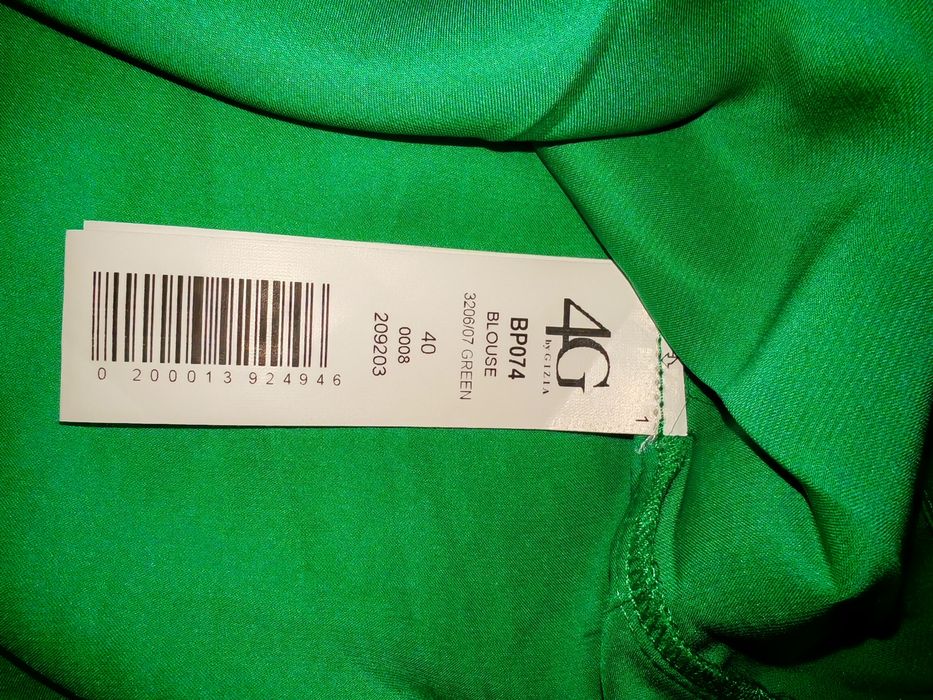 4G
by GIZIA
BP074
BLOUSE
3206/07 GREEN
40
0008
209203
0 200013 924946
1